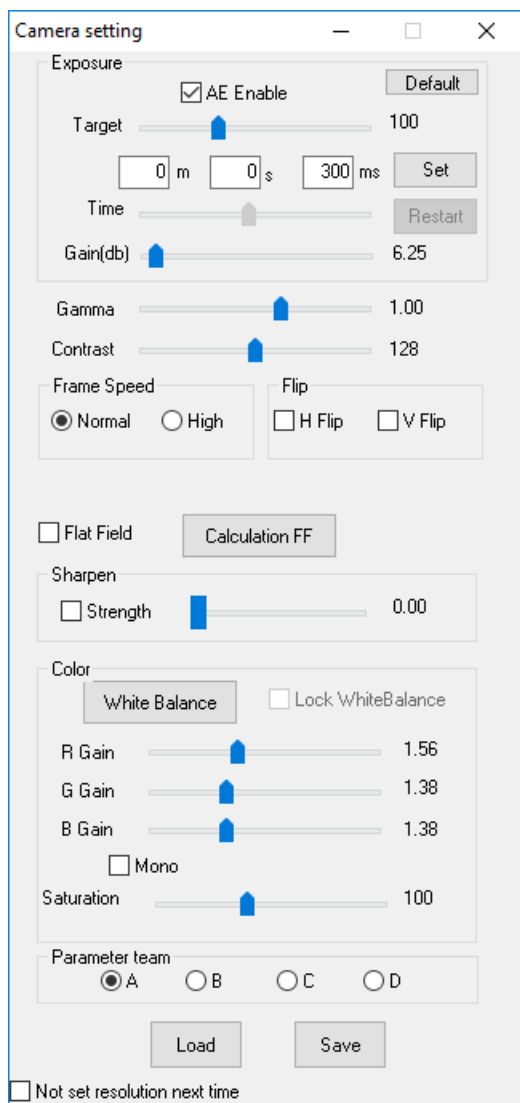 Camera setting
Exposure
AE Enable Default
Target 100
0 m 0 s 300 ms Set
Time Restart
Gain(db) 6.25
Gamma 1.00
Contrast 128
Frame Speed Flip
Normal High H Flip V Flip
Flat Field Calculation FF
Sharpen
Strength 0.00
Color
White Balance Lock WhiteBalance
R Gain 1.56
G Gain 1.38
B Gain 1.38
Mono
Saturation 100
Parameter team
A B C D
Load Save
Not set resolution next time